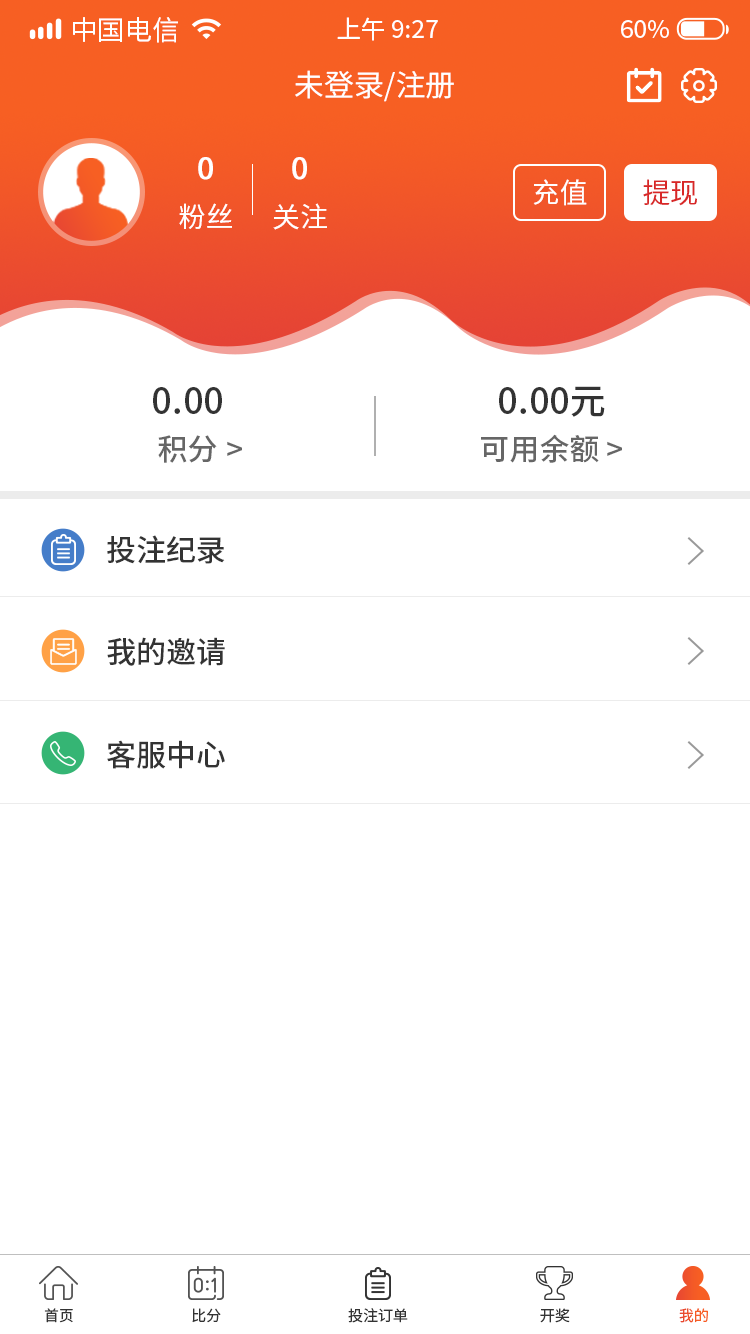 中国电信 上午 9:27 60%
未登录/注册
0 0
粉丝 关注 充值 提现
0.00 0.00元
积分 > 可用余额 >
投注纪录
我的邀请
客服中心
0:1
首页 比分 投注订单 开奖 我的